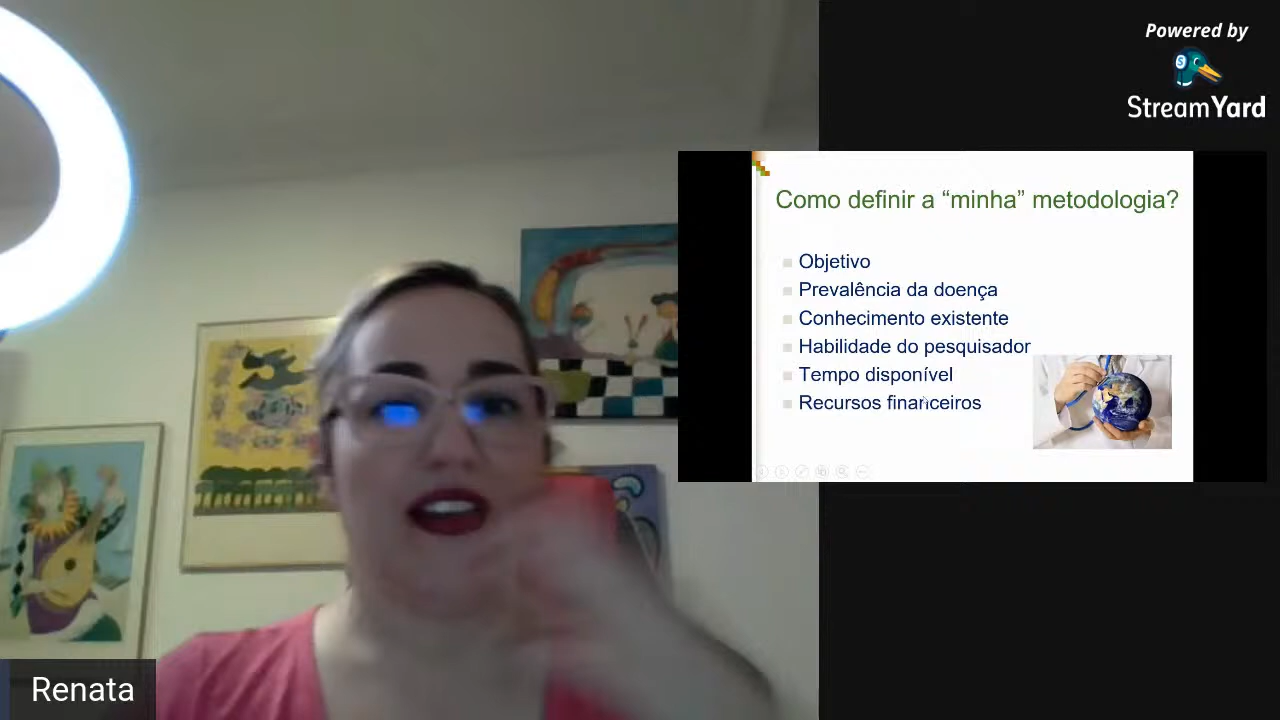 Powered by
StreamYard
Como definir a “minha” metodologia?
Objetivo
Prevalência da doença
Conhecimento existente
Habilidade do pesquisador
Tempo disponível
Recursos financeiros
Renata